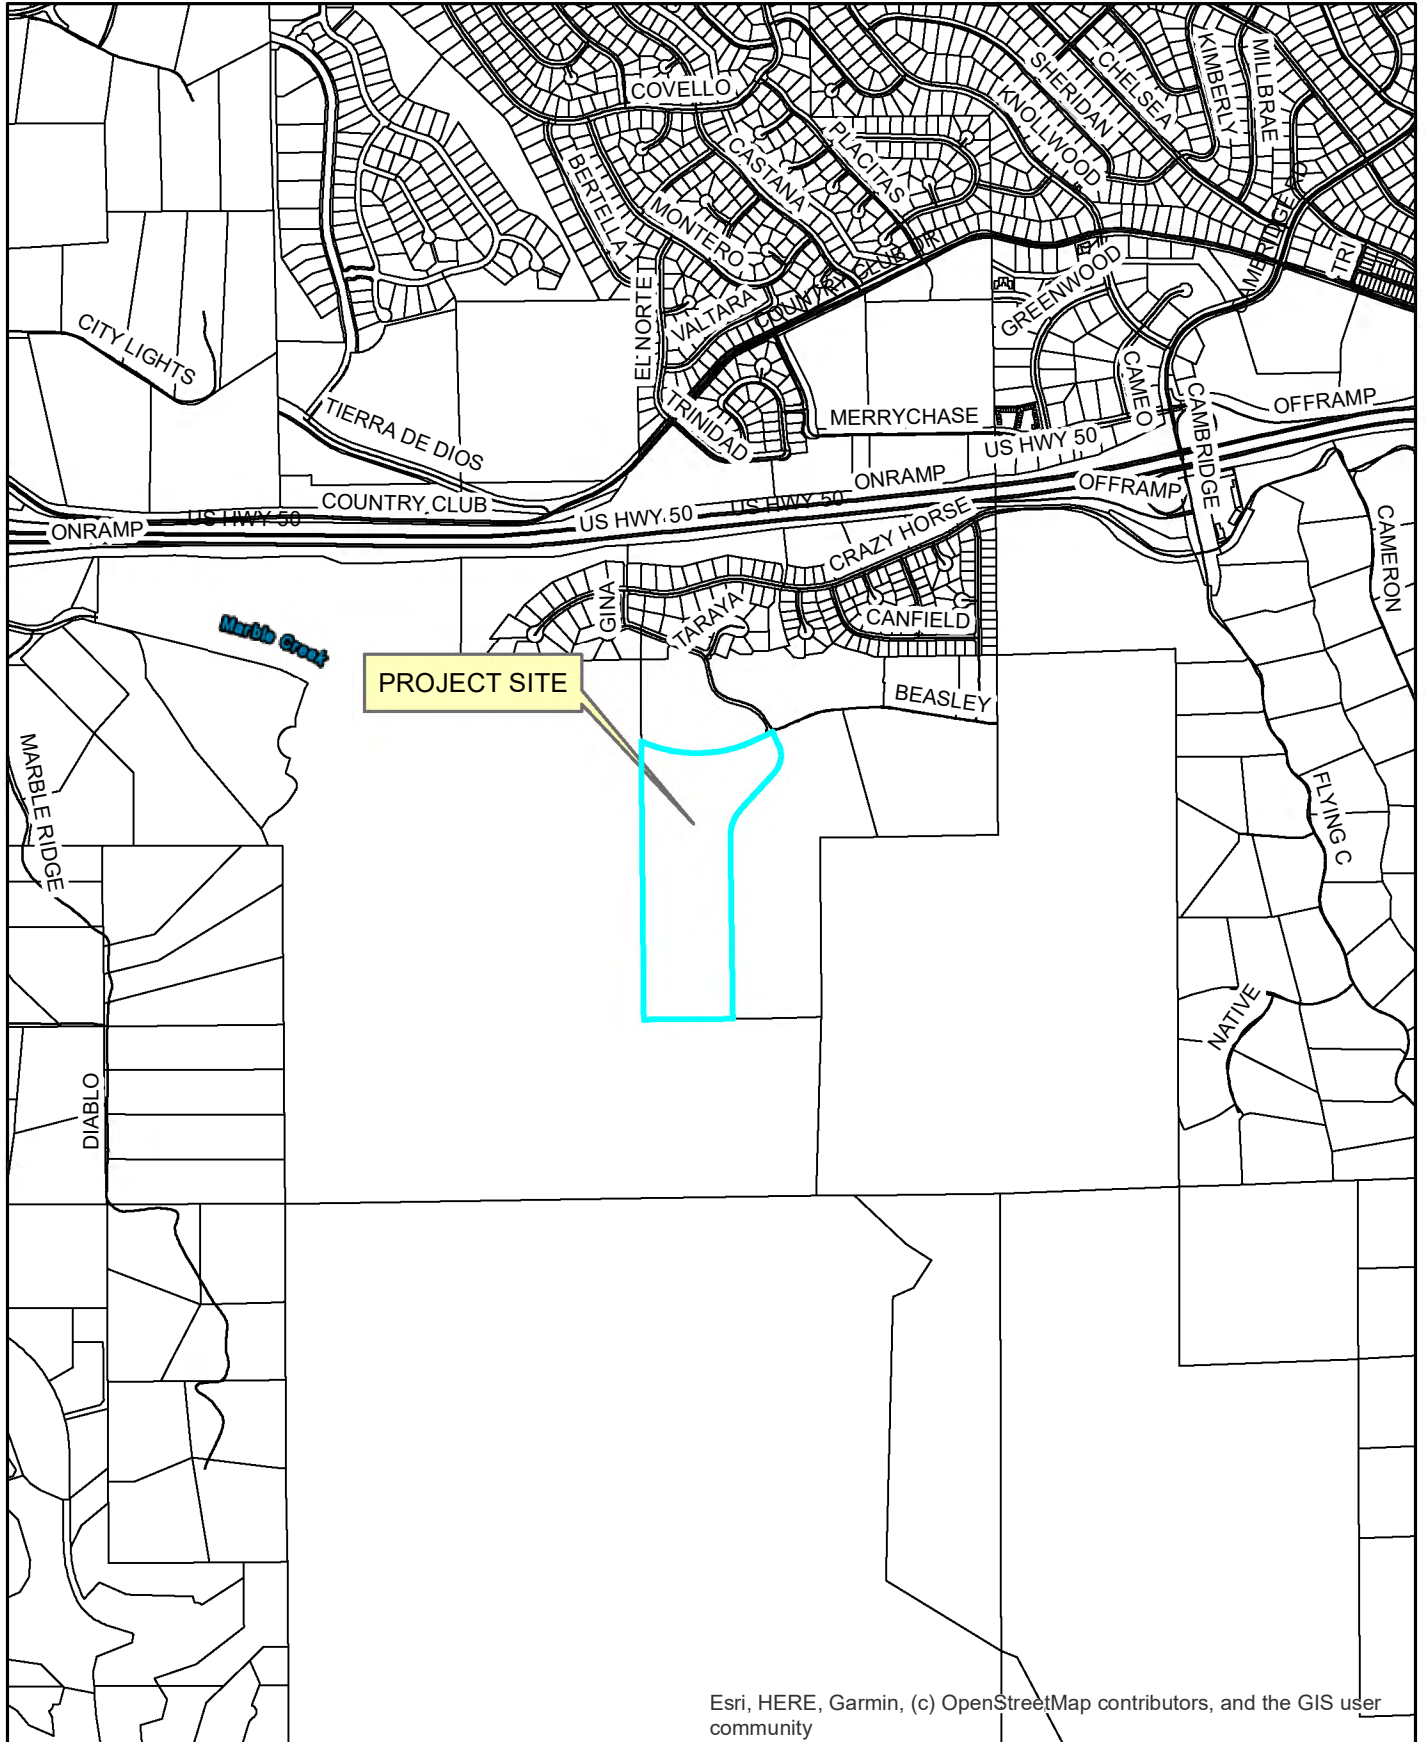 COVELLO
KIMBERLY
MILLBRAE
CHELSEA
SHERIDAN
KNOLLWOOD
PLACITAS
CASTANA
BERTELLA
MONTERO
COUNTRY CLUB DR
TRI
GREENWOOD
EL NORTE
VALTARA
CITY LIGHTS
CAMEO
CAMBRIDGE
OFFRAMP
TIERRA DE DIOS
TRINIDAD
MERRYCHASE
US HWY 50
ONRAMP
OFFRAMP
COUNTRY CLUB
US HWY 50
ONRAMP
US HWY 50
US HWY 50
CRAZY HORSE
CAMERON
GINA
TARAYA
CANFIELD
Marble Creek
PROJECT SITE
BEASLEY
MARBLE RIDGE
FLYING C
NATIVE
DIABLO
Esri, HERE, Garmin, (c) OpenStreetMap contributors, and the GIS user
community